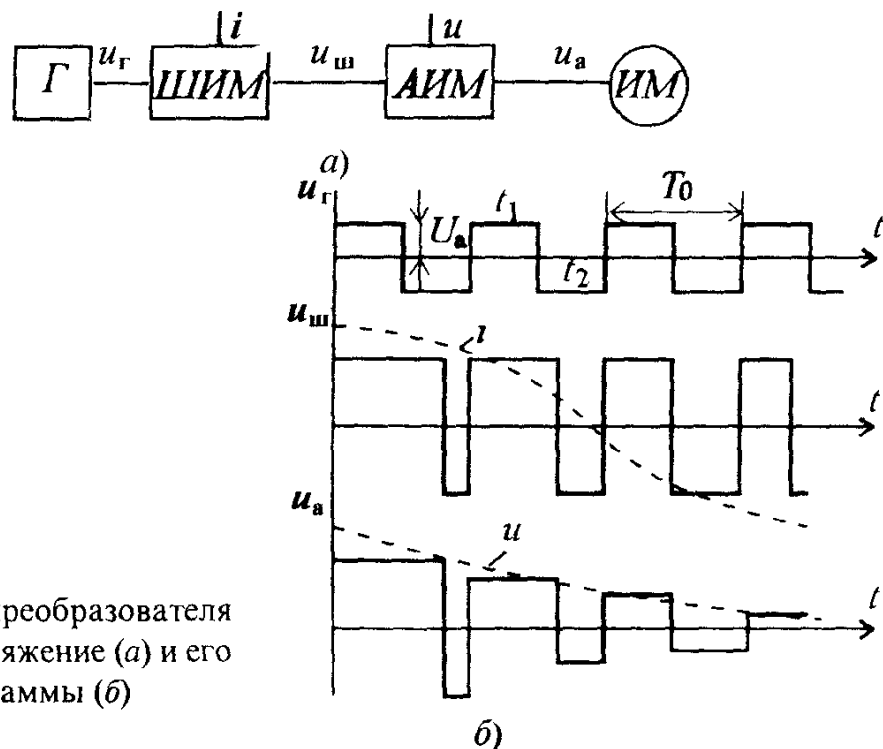 i u
Г u_г ШИМ u_ш АИМ u_а ИМ
а)
u_г U_а t_1 t_2 T_0 t
u_ш i t
u_а u t
реобразователя
яжение (а) и его
аммы (б)
б)